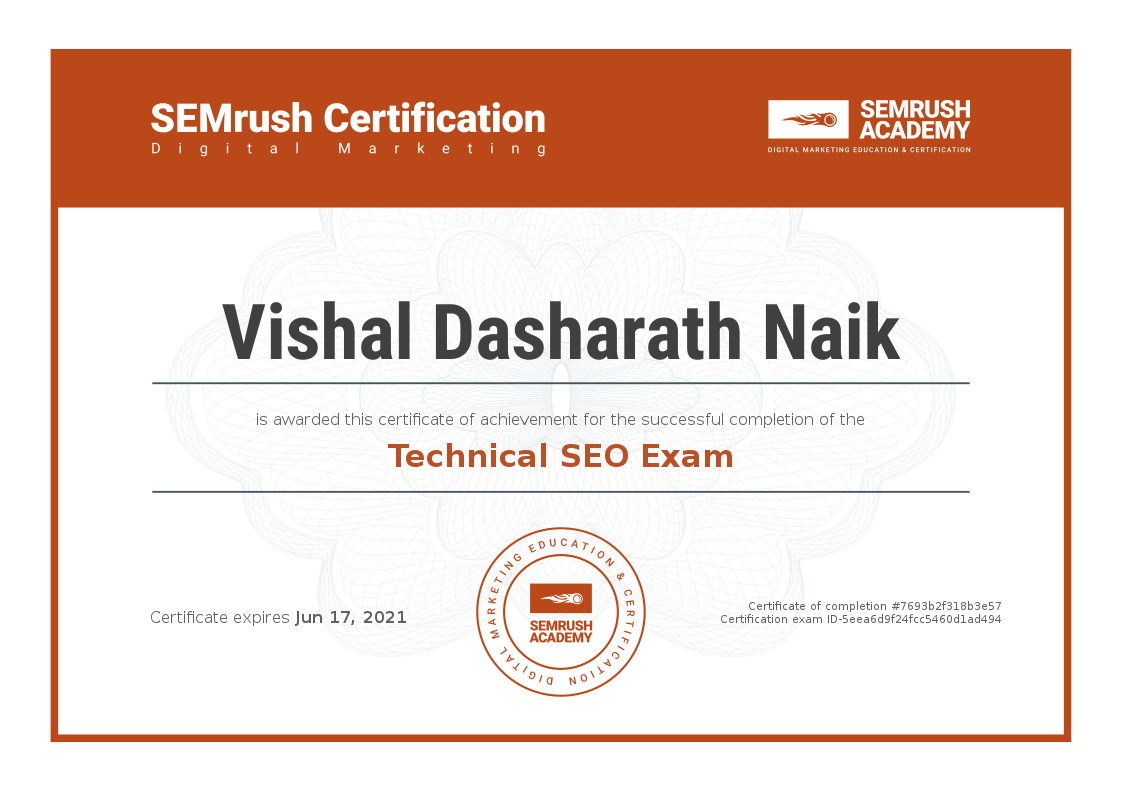 SEMrush Certification
Digital Marketing
SEMRUSH
ACADEMY
DIGITAL MARKETING EDUCATION & CERTIFICATION
Vishal Dasharath Naik
is awarded this certificate of achievement for the successful completion of the
Technical SEO Exam
Certificate expires Jun 17, 2021
DIGITAL MARKETING EDUCATION & CERTIFICATION
SEMRUSH
ACADEMY
Certificate of completion #7693b2f318b3e57
Certification exam ID-5eea6d9f24fcc5460d1ad494